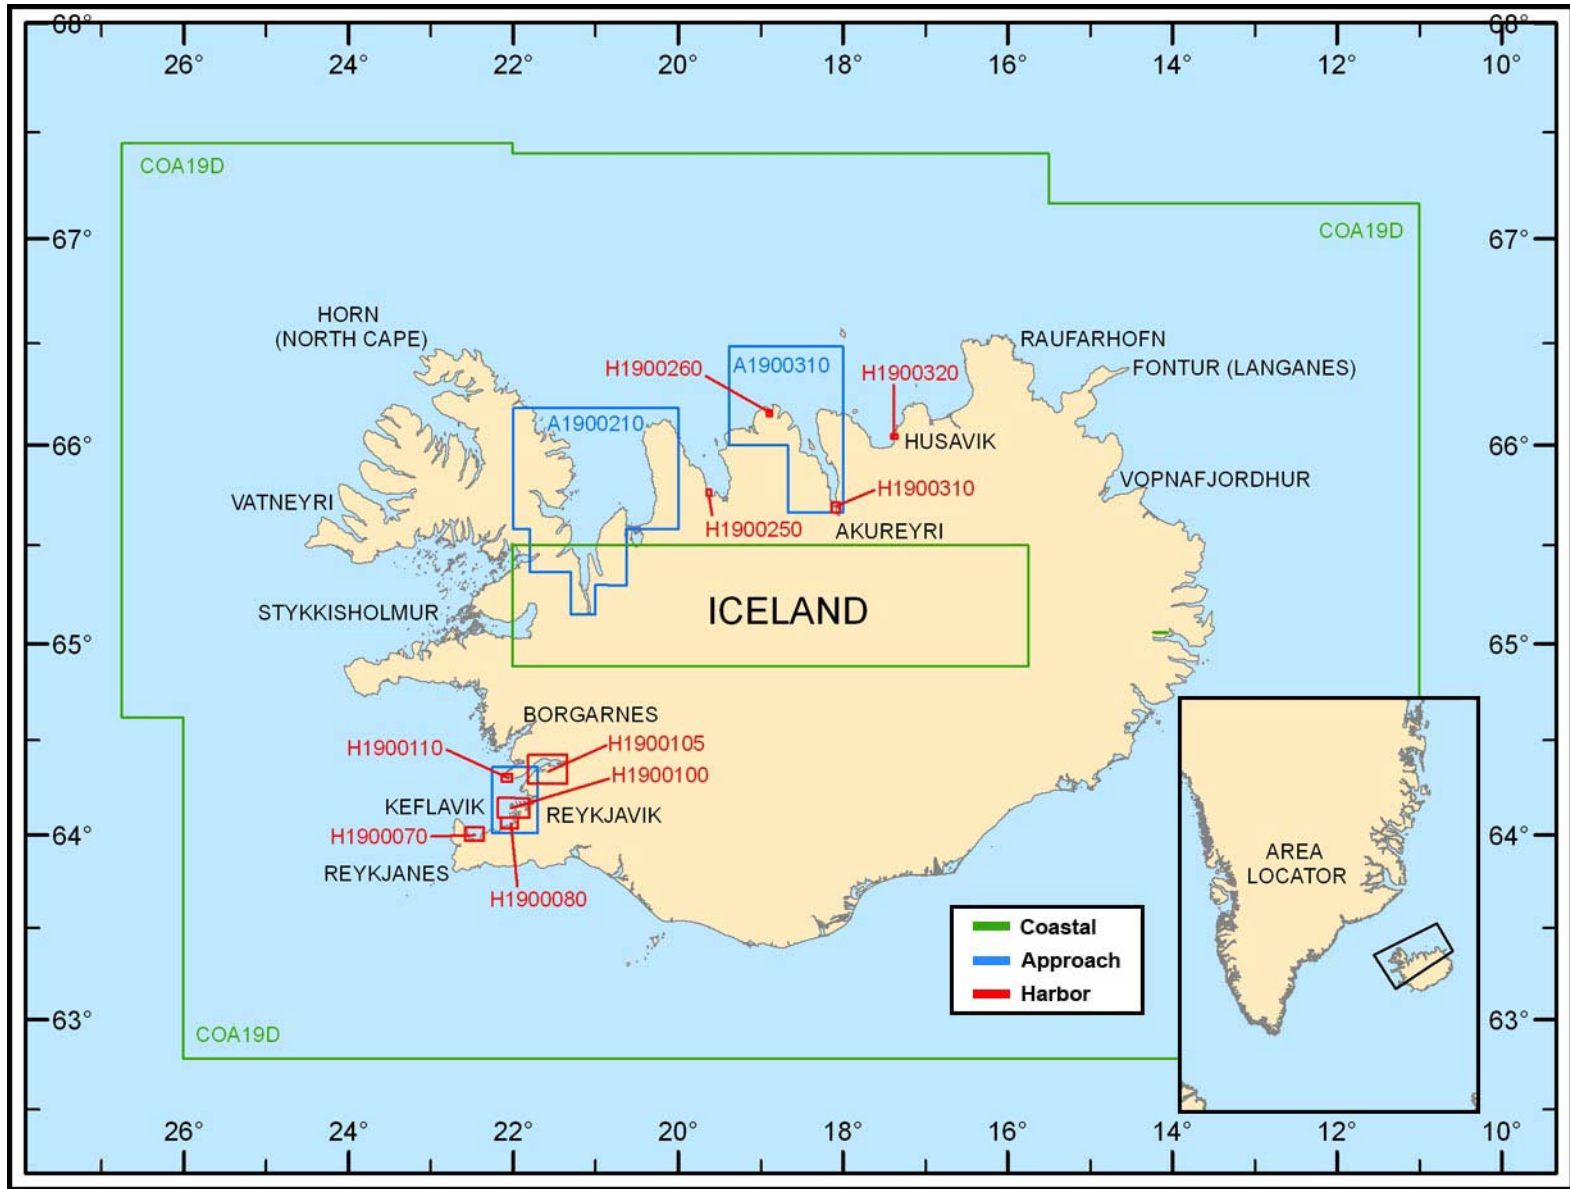 68°
68°
26°
24°
22°
20°
18°
16°
14°
12°
10°
COA19D
67°
COA19D
67°
HORN
(NORTH CAPE)
RAUFARHOFN
H1900260
A1900310
H1900320
FONTUR (LANGANES)
A1900210
66°
HUSAVIK
66°
VATNEYRI
H1900310
VOPNAFJORDHUR
H1900250
AKUREYRI
STYKKISHOLMUR
ICELAND
65°
65°
BORGARNES
H1900110
H1900105
H1900100
KEFLAVIK
REYKJAVIK
64°
H1900070
64°
REYKJANES
H1900080
AREA
LOCATOR
Coastal
Approach
Harbor
63°
COA19D
63°
26°
24°
22°
20°
18°
16°
14°
12°
10°